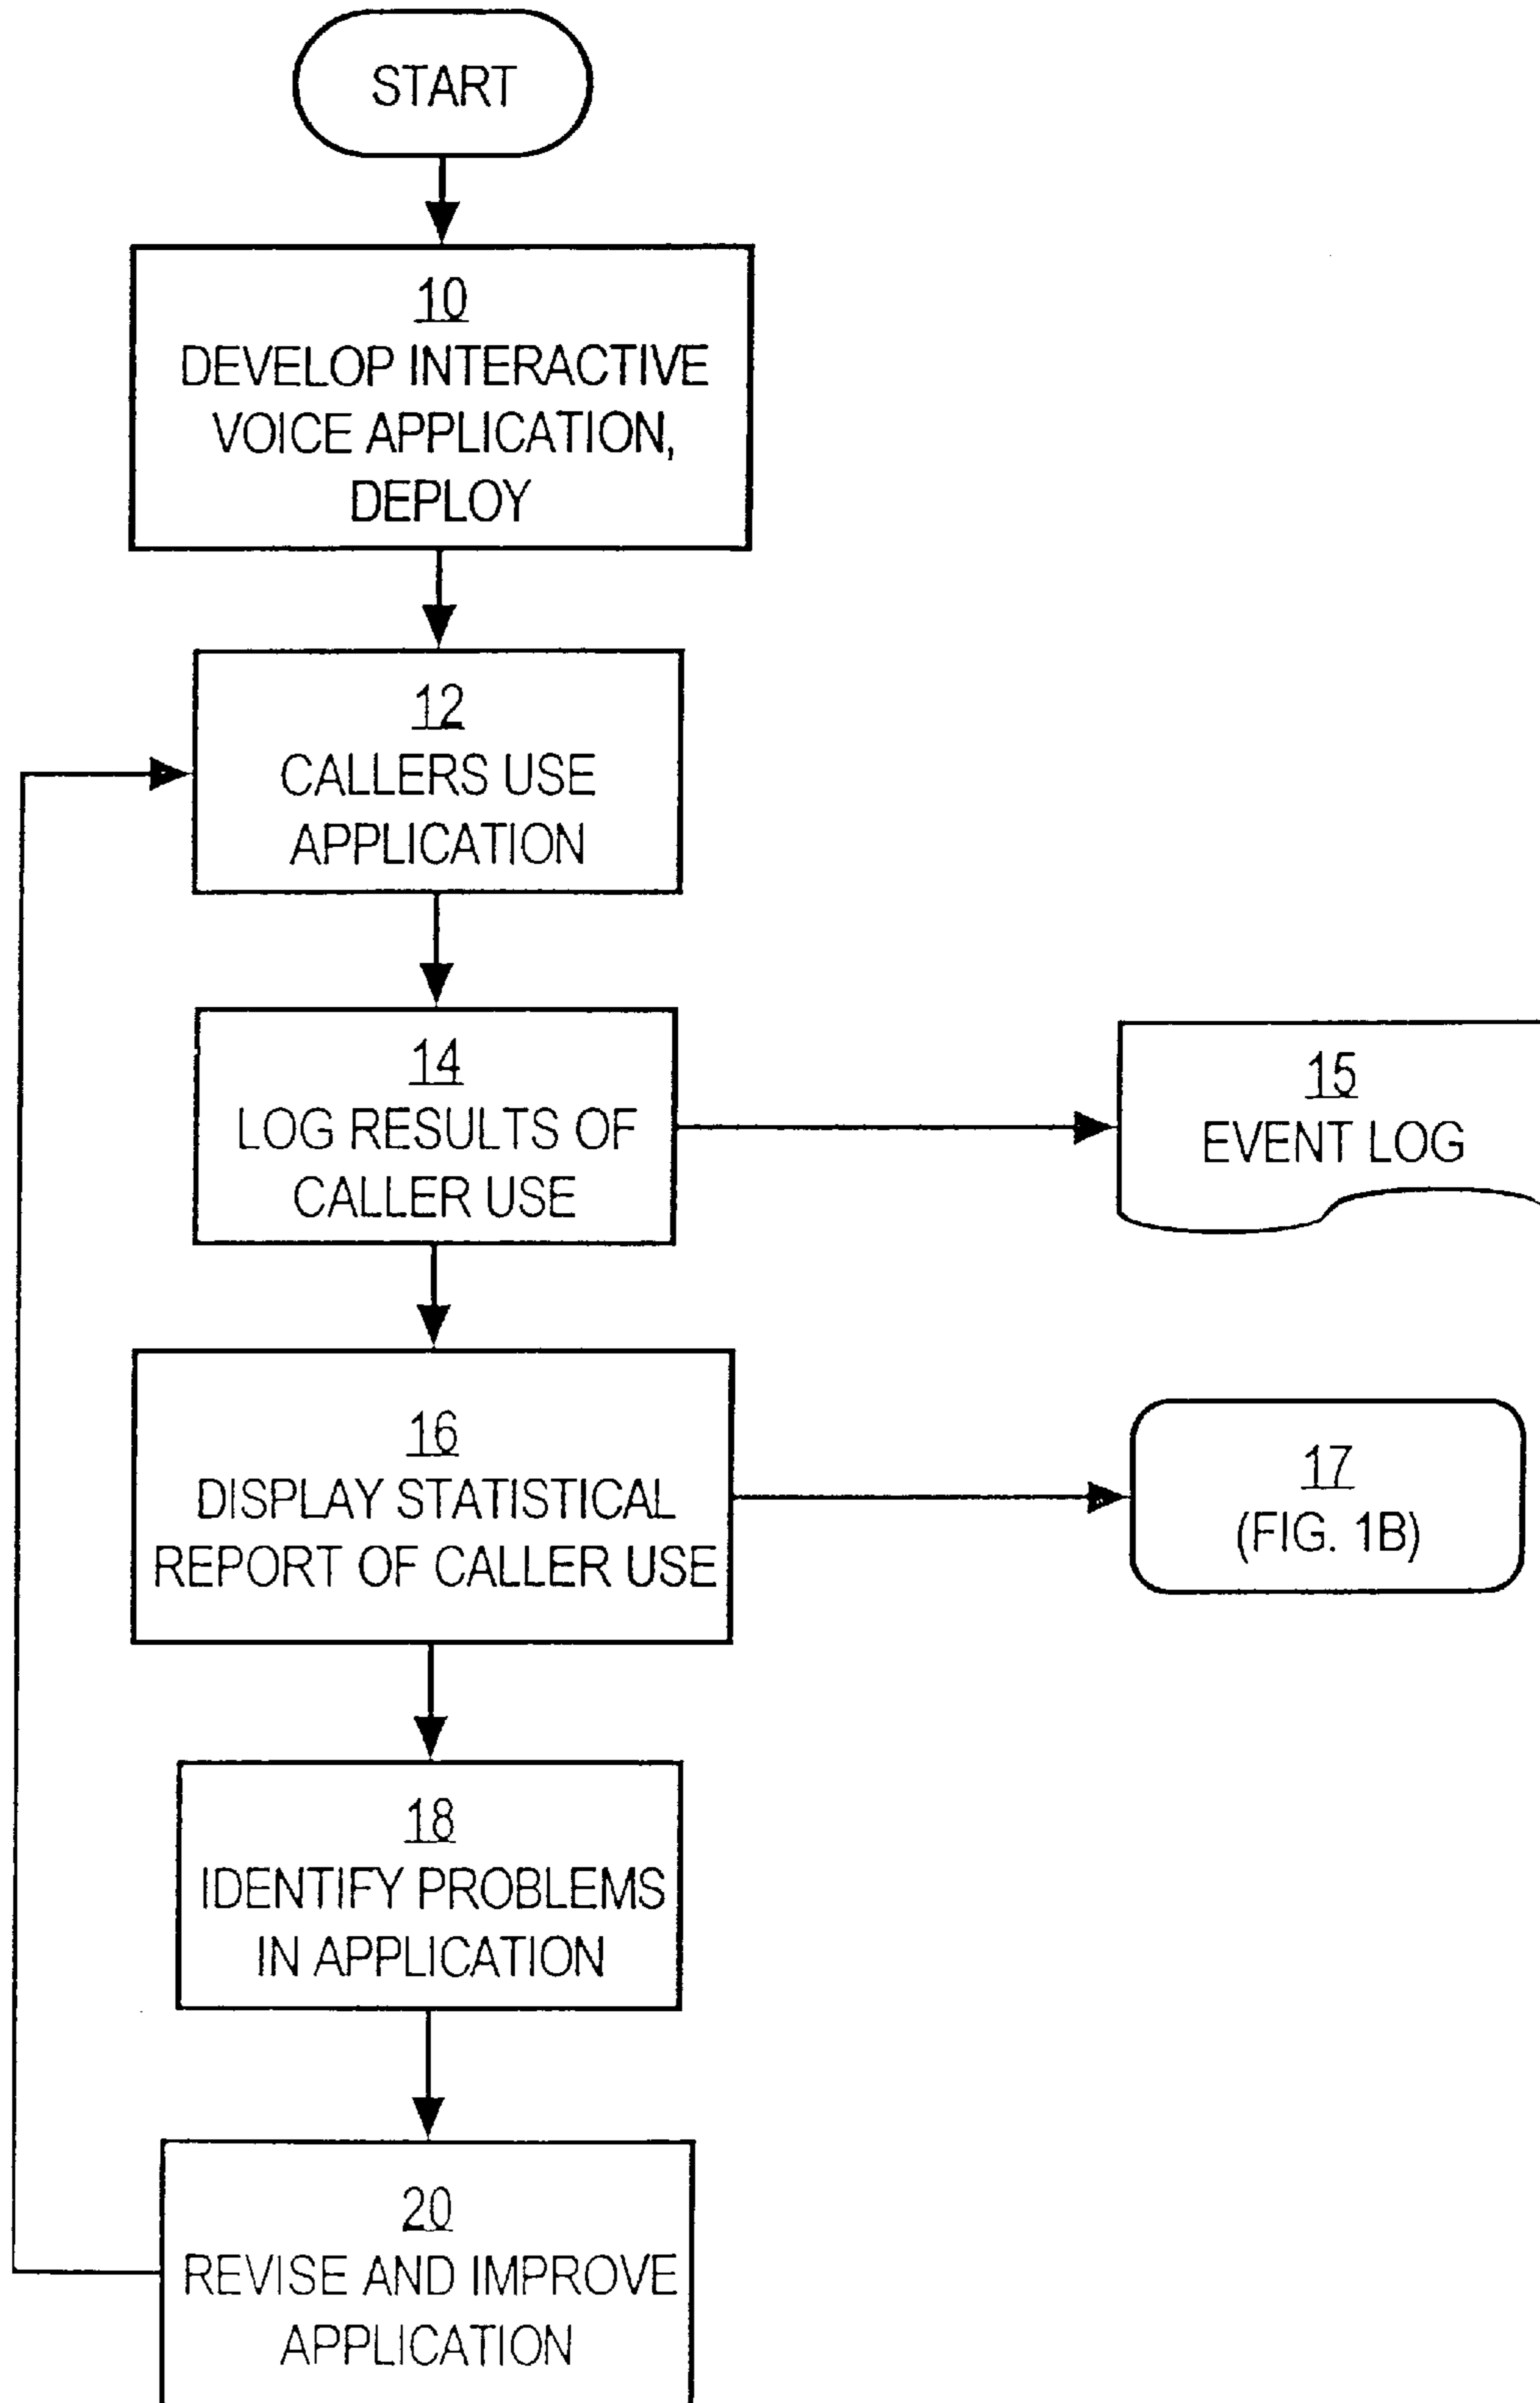 START
10
DEVELOP INTERACTIVE
VOICE APPLICATION,
DEPLOY
12
CALLERS USE
APPLICATION
14
LOG RESULTS OF
CALLER USE
15
EVENT LOG
16
DISPLAY STATISTICAL
REPORT OF CALLER USE
17
(FIG. 1B)
18
IDENTIFY PROBLEMS
IN APPLICATION
20
REVISE AND IMPROVE
APPLICATION